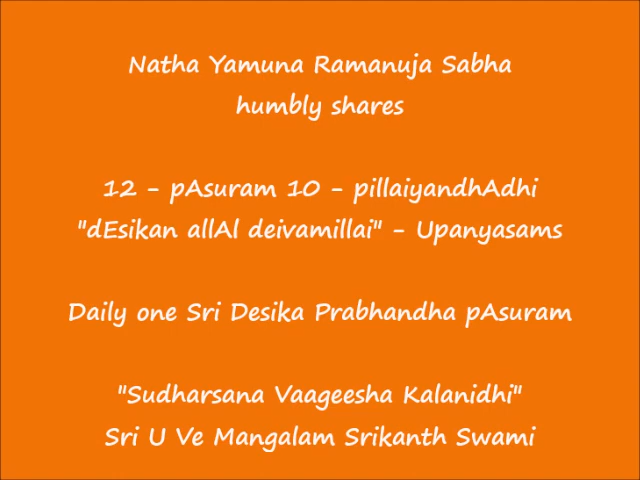 Natha Yamuna Ramanuja Sabha
humbly shares
12 - pAsuram 10 - pillaiyandhAdhi
"dEsikan allAl deivamillai" - Upanyasams
Daily one Sri Desika Prabhandha pAsuram
"Sudharsana Vaageesha Kalanidhi"
Sri U Ve Mangalam Srikanth Swami